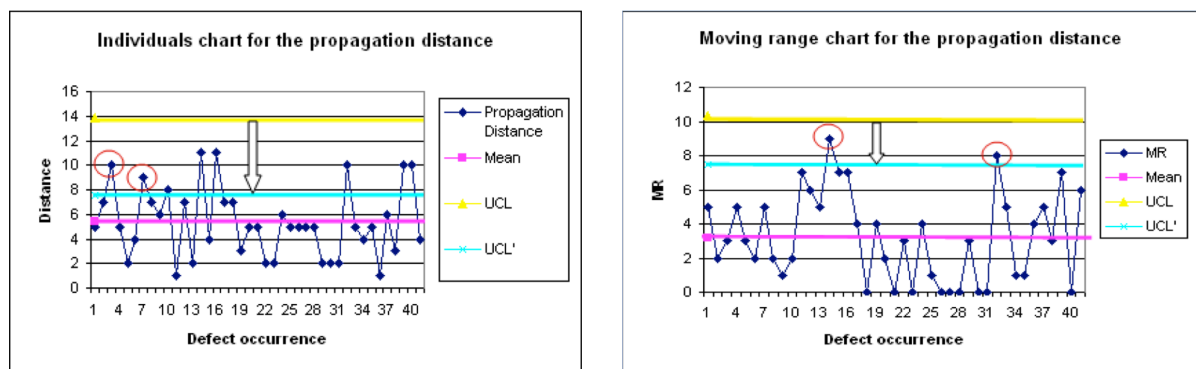 Individuals chart for the propagation distance
16
14
12
10
8
6
4
2
0
Distance
1 4 7 10 13 16 19 22 25 28 31 34 37 40
Defect occurrence
Propagation
Distance
Mean
UCL
UCL'
Moving range chart for the propagation distance
12
10
8
6
4
2
0
MR
1 4 7 10 13 16 19 22 25 28 31 34 37 40
Defect occurrence
MR
Mean
UCL
UCL'